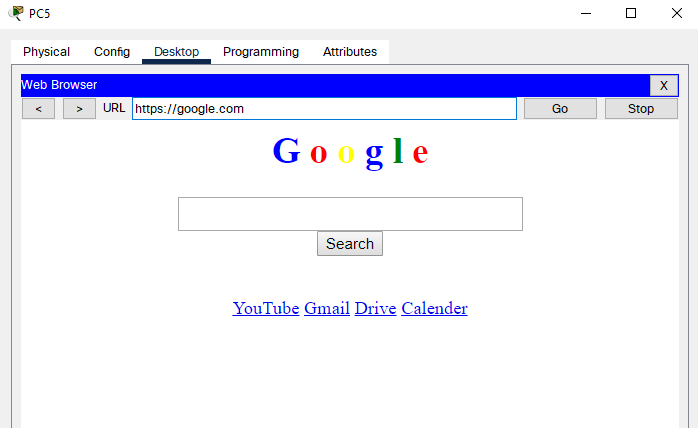 PC5
Physical Config Desktop Programming Attributes
Web Browser X
< > URL https://google.com Go Stop
G o o g l e
Search
YouTube Gmail Drive Calender